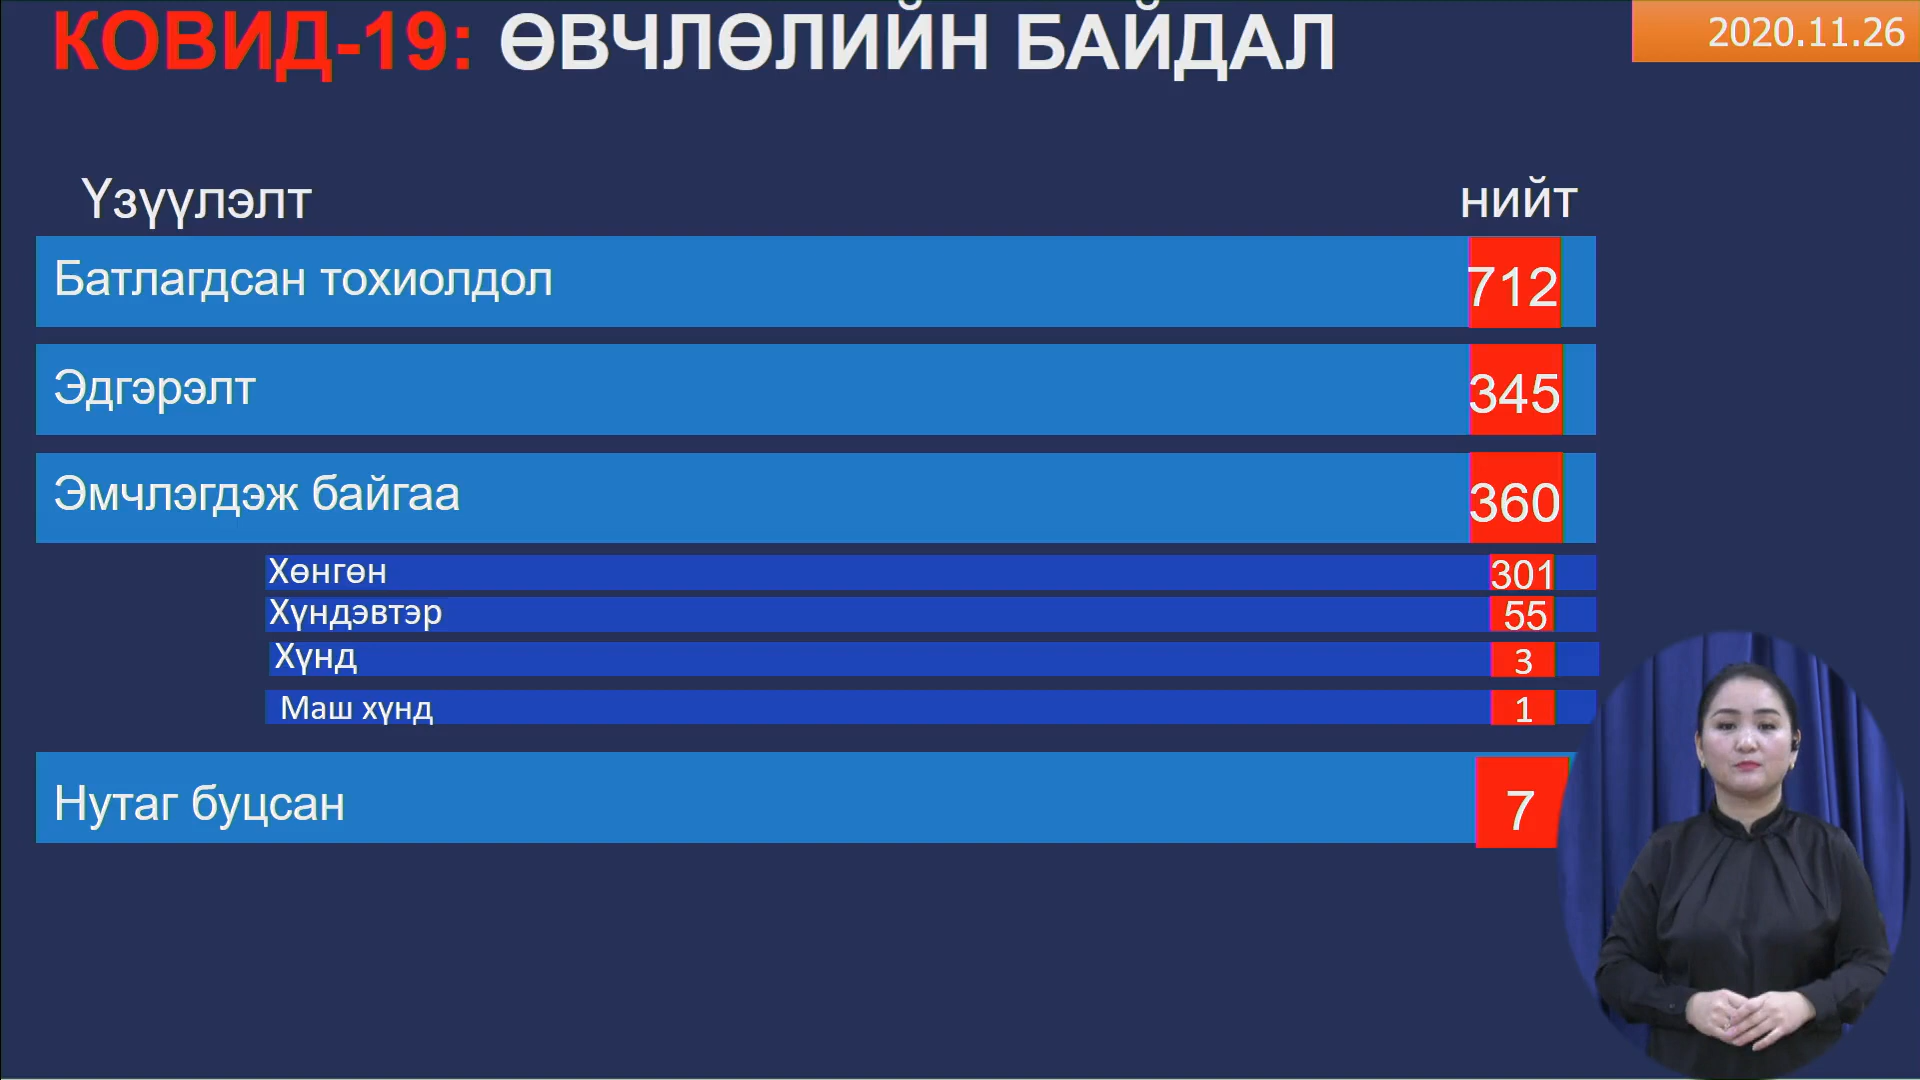 КОВИД-19: ӨВЧЛӨЛИЙН БАЙДАЛ
2020.11.26
Үзүүлэлт нийт
Батлагдсан тохиолдол 712
Эдгэрэлт 345
Эмчлэгдэж байгаа 360
Хөнгөн 301
Хүндэвтэр 55
Хүнд 3
Маш хүнд 1
Нутаг буцсан 7